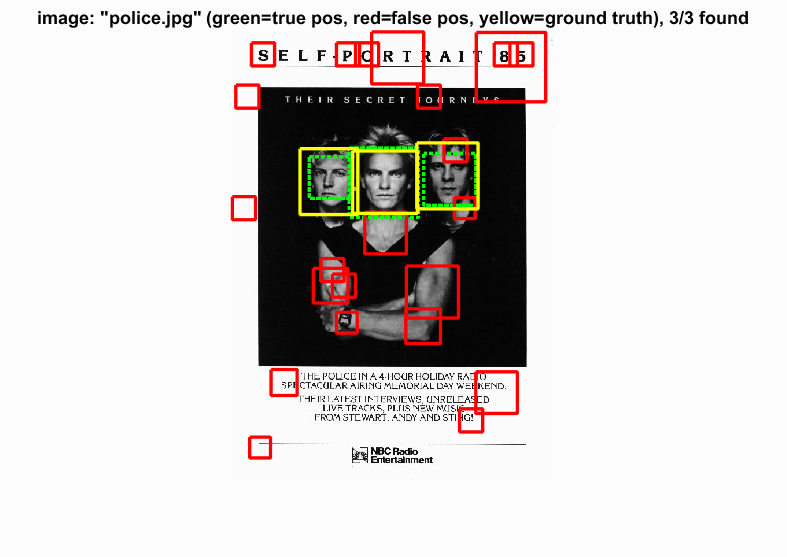 image: "police.jpg" (green=true pos, red=false pos, yellow=ground truth), 3/3 found
SELF-PORTRAIT 85
THEIR SECRET JOURNEYS
THE POLICE IN A 4-HOUR HOLIDAY RADIO
SPECTACULAR AIRING MEMORIAL DAY WEEKEND.
THEIR LATEST INTERVIEWS, UNRELEASED
LIVE TRACKS, PLUS NEW MUSIC
FROM STEWART, ANDY AND STING!
NBC Radio
Entertainment